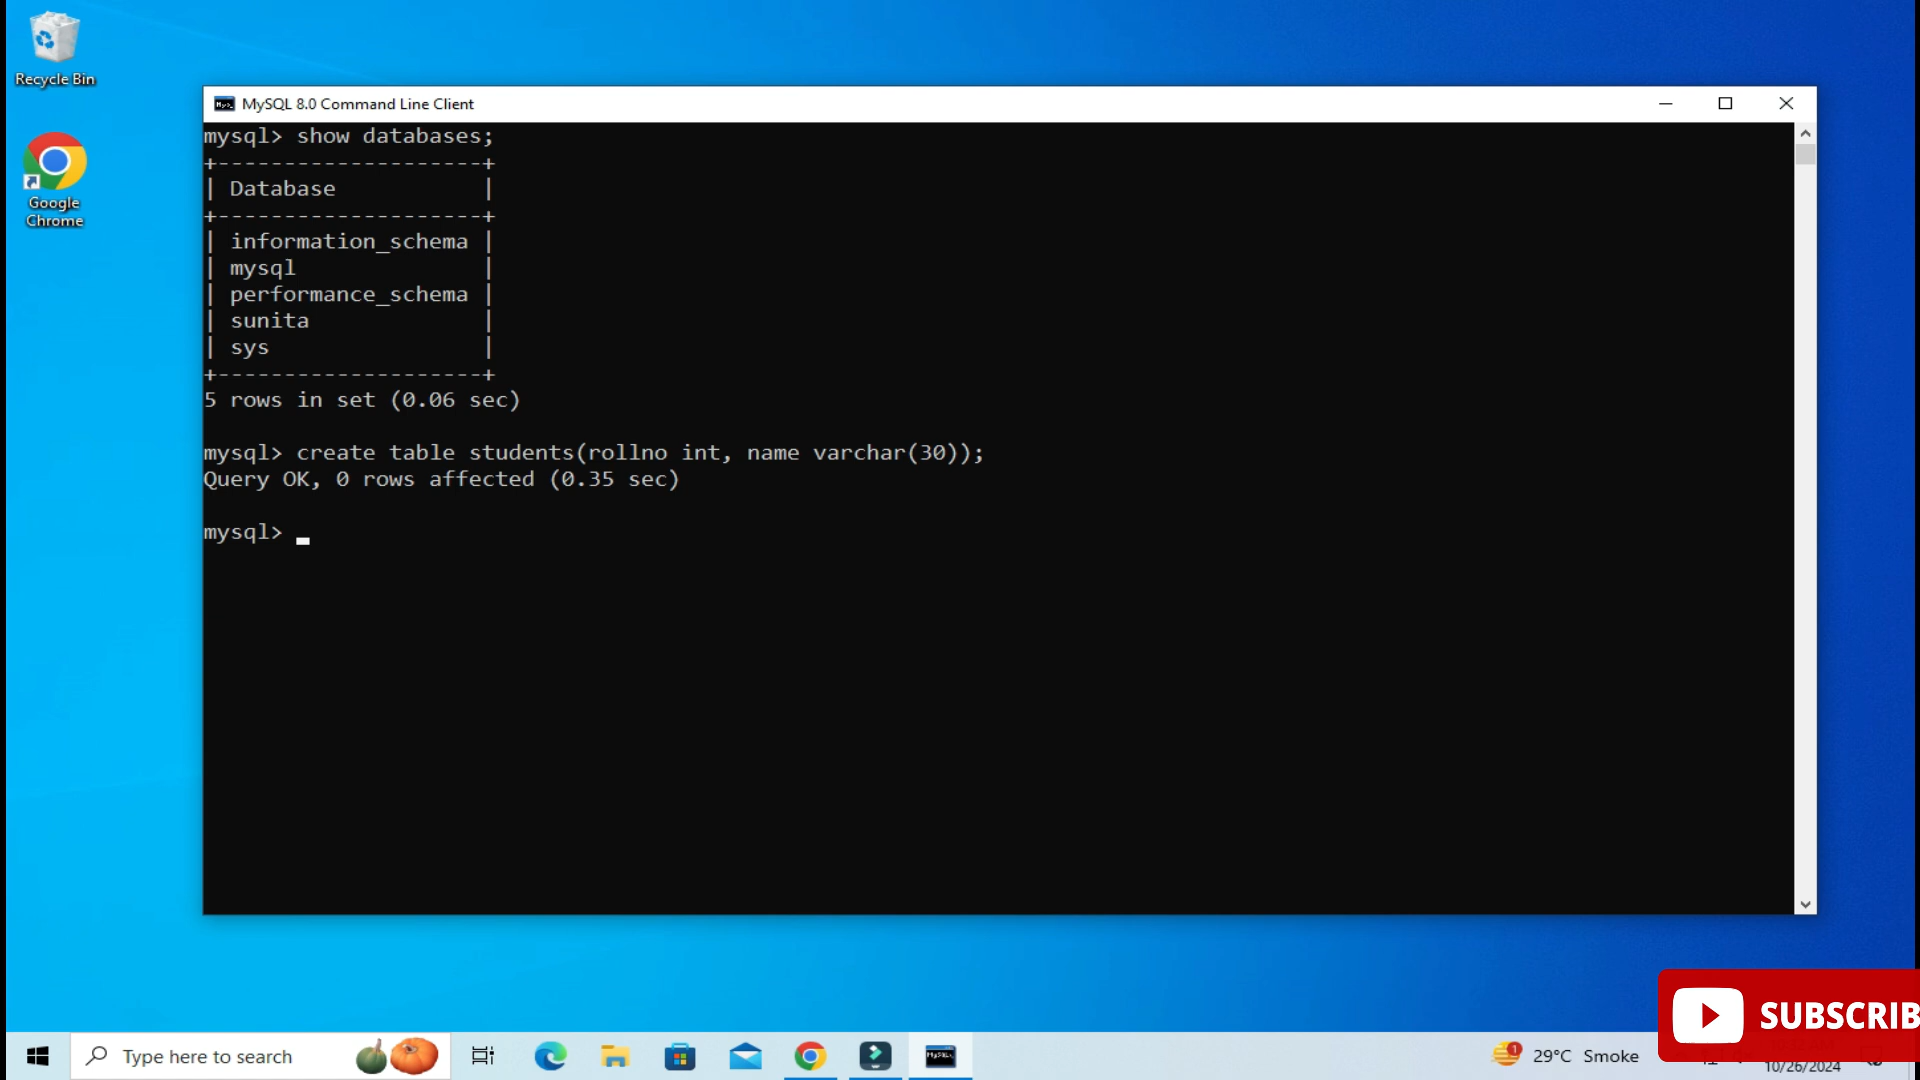 Recycle Bin
Google
Chrome
MySQL 8.0 Command Line Client
mysql> show databases;
+--------------------+
| Database           |
+--------------------+
| information_schema |
| mysql              |
| performance_schema |
| sunita             |
| sys                |
+--------------------+
5 rows in set (0.06 sec)
mysql> create table students(rollno int, name varchar(30));
Query OK, 0 rows affected (0.35 sec)
mysql>
SUBSCRIB
Type here to search
1
29°C Smoke
10/26/2024